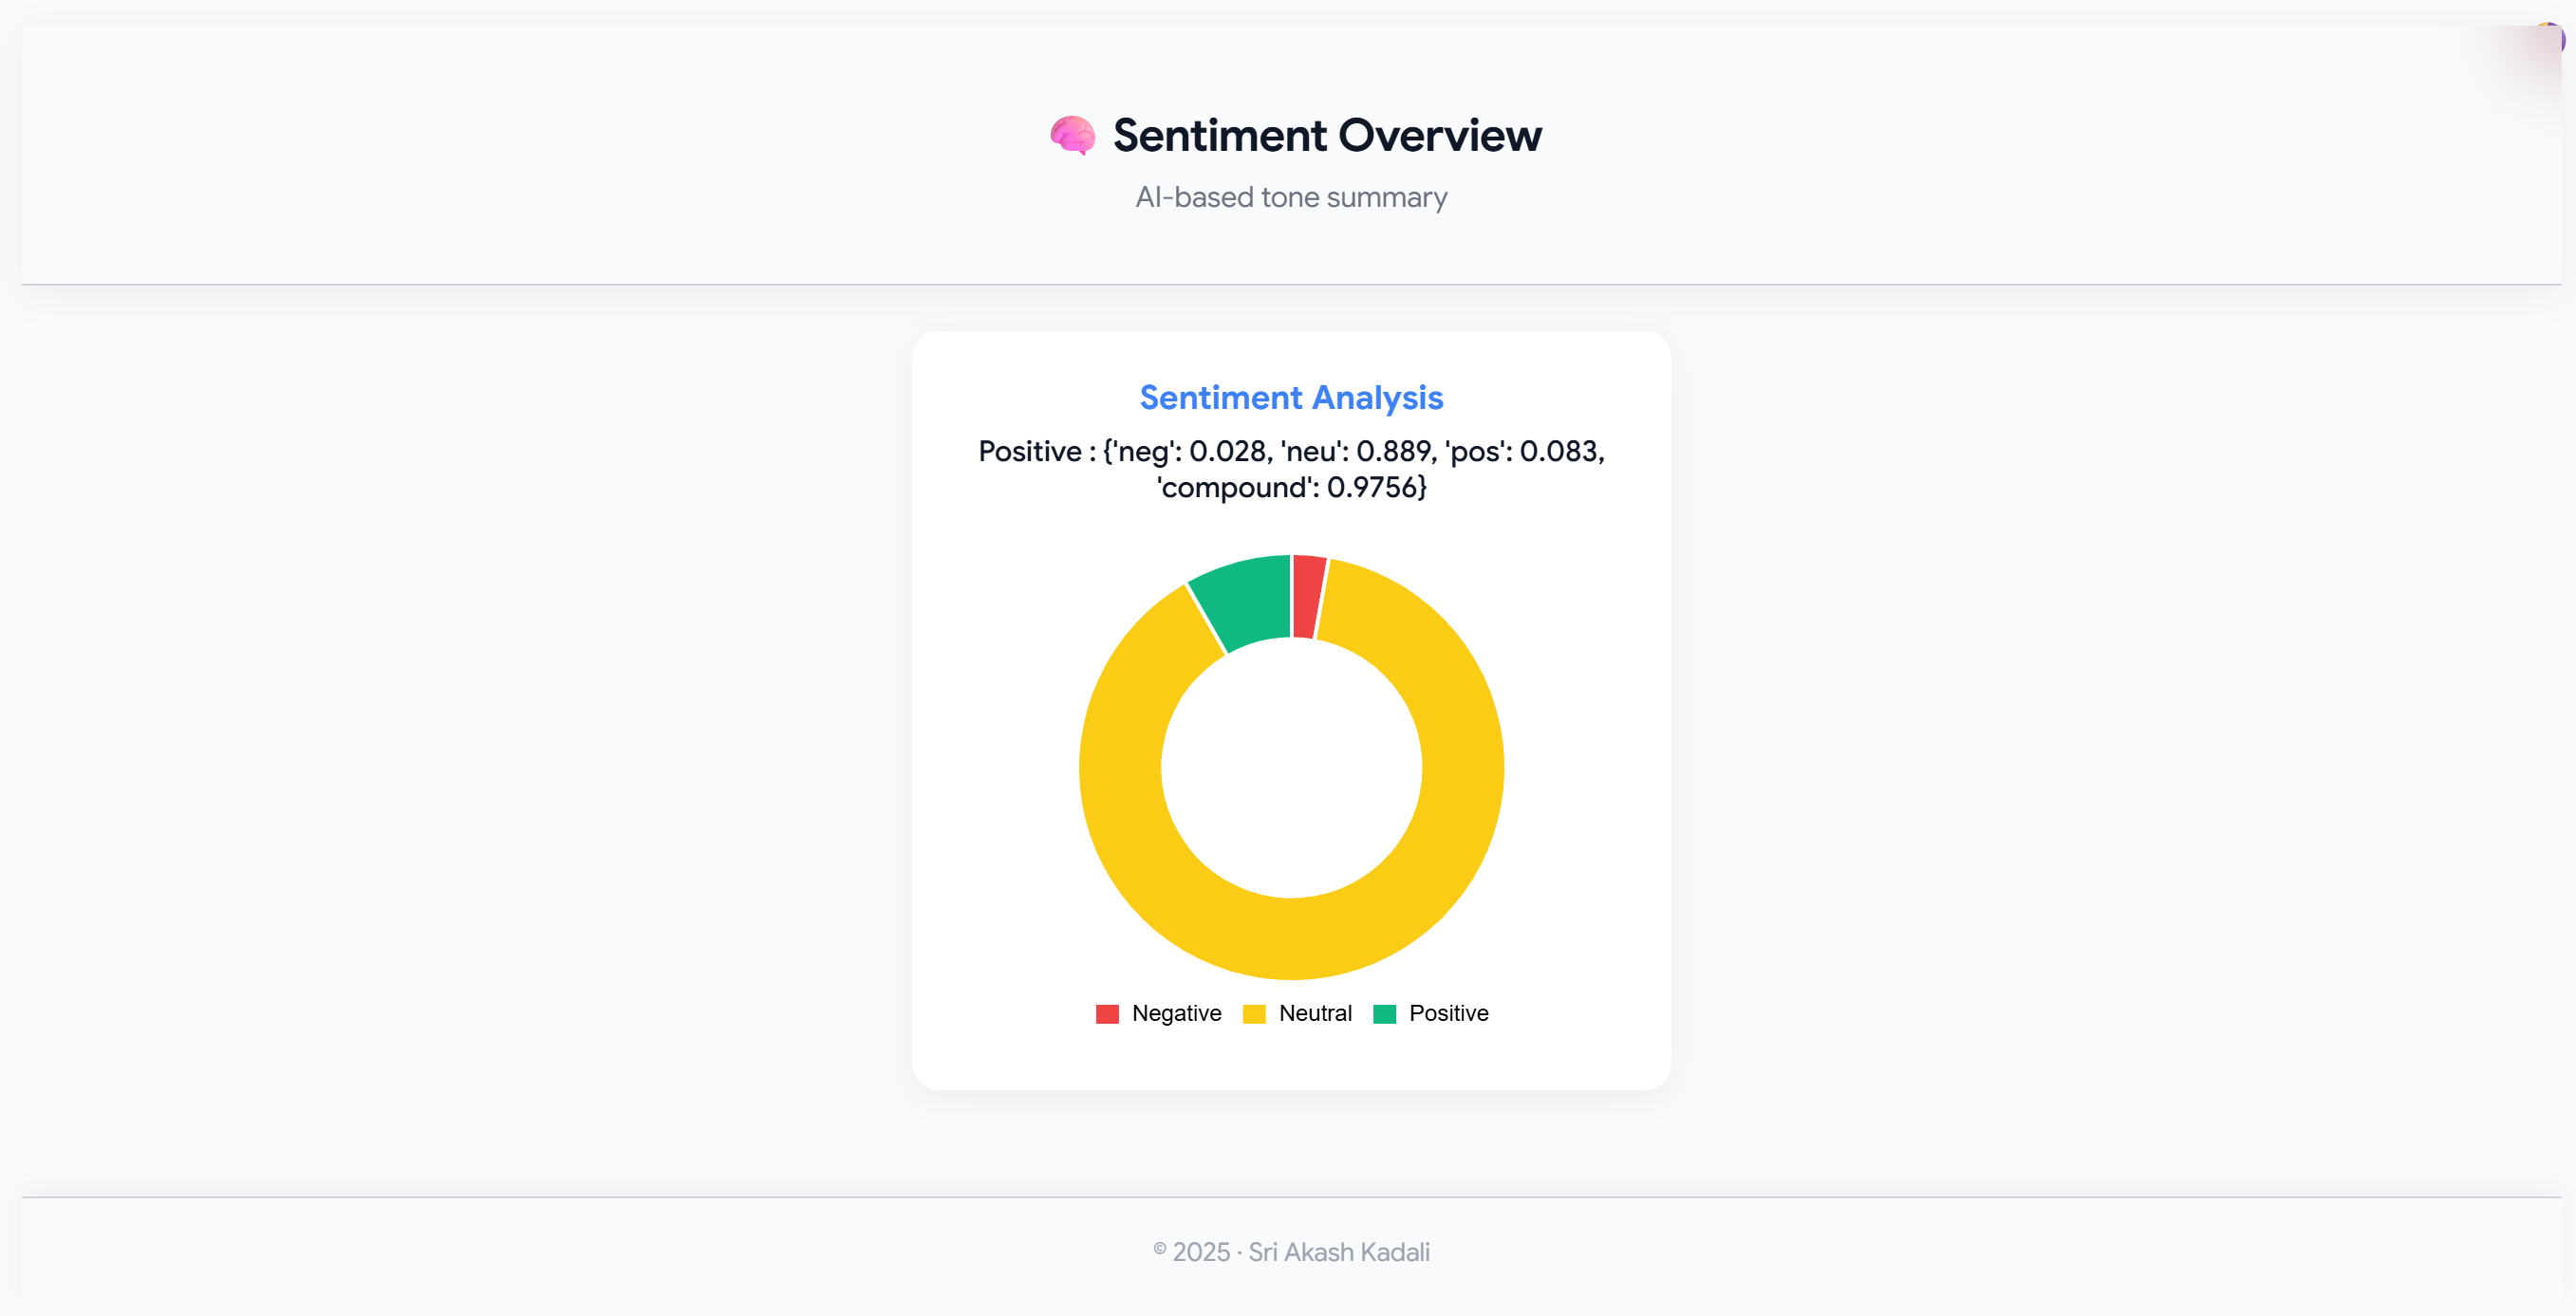 Sentiment Overview
AI-based tone summary
Sentiment Analysis
Positive : {'neg': 0.028, 'neu': 0.889, 'pos': 0.083,
'compound': 0.9756}
Negative Neutral Positive
© 2025 · Sri Akash Kadali